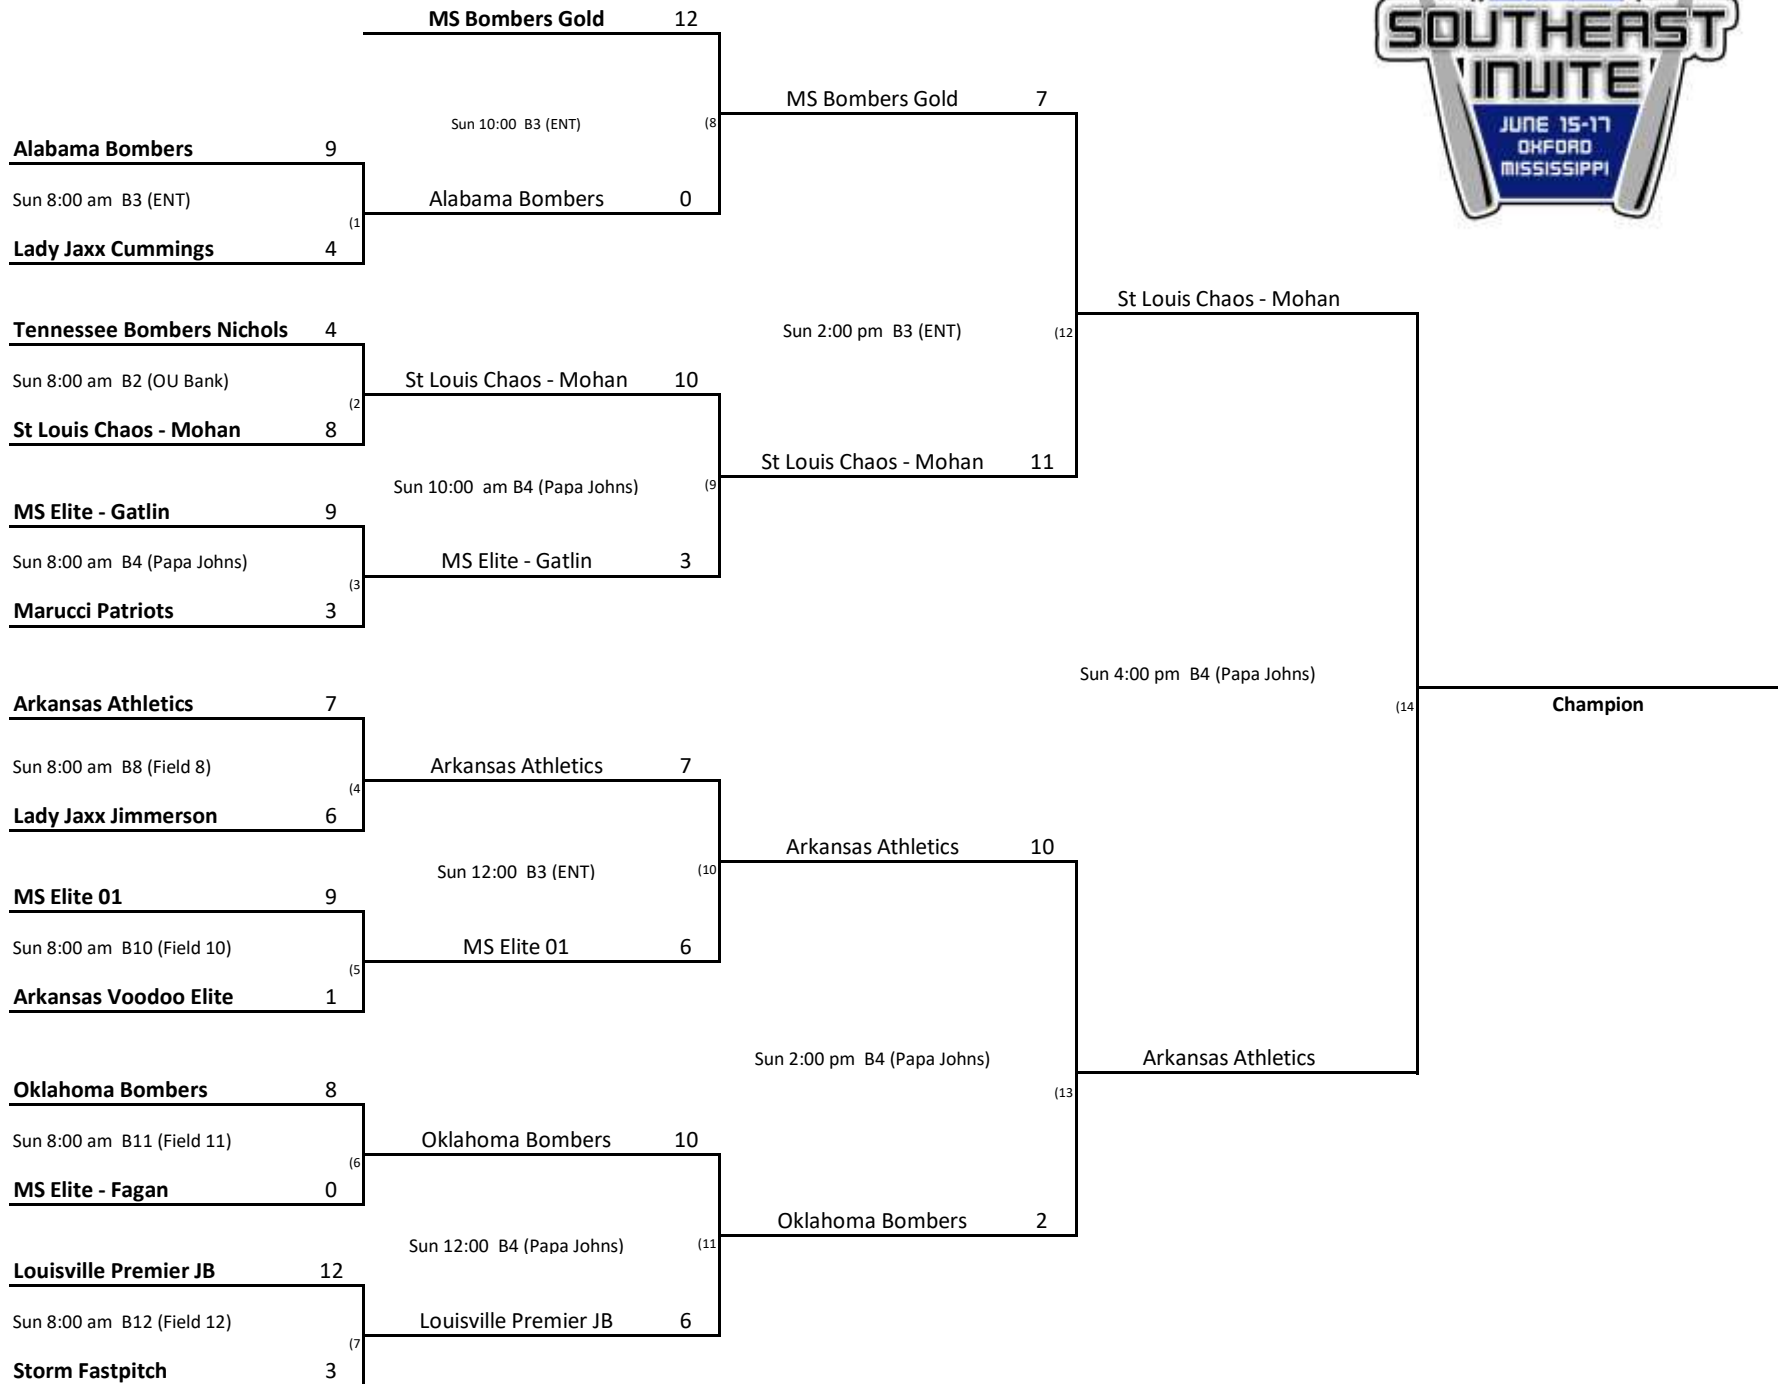 MS Bombers Gold 12
SOUTHEAST
INVITE
JUNE 15-17
OXFORD
MISSISSIPPI
MS Bombers Gold 7
Sun 10:00 B3 (ENT) (8
Alabama Bombers 9
Sun 8:00 am B3 (ENT)
Alabama Bombers 0
(1
Lady Jaxx Cummings 4
St Louis Chaos - Mohan
Tennessee Bombers Nichols 4
Sun 2:00 pm B3 (ENT) (12
Sun 8:00 am B2 (OU Bank)
St Louis Chaos - Mohan 10
(2
St Louis Chaos - Mohan 8
St Louis Chaos - Mohan 11
Sun 10:00 am B4 (Papa Johns) (9
MS Elite - Gatlin 9
Sun 8:00 am B4 (Papa Johns)
MS Elite - Gatlin 3
(3
Marucci Patriots 3
Sun 4:00 pm B4 (Papa Johns)
Arkansas Athletics 7
(14
Champion
Sun 8:00 am B8 (Field 8)
Arkansas Athletics 7
(4
Lady Jaxx Jimmerson 6
Arkansas Athletics 10
Sun 12:00 B3 (ENT) (10
MS Elite 01 9
Sun 8:00 am B10 (Field 10)
MS Elite 01 6
(5
Arkansas Voodoo Elite 1
Sun 2:00 pm B4 (Papa Johns)
Arkansas Athletics
Oklahoma Bombers 8
(13
Sun 8:00 am B11 (Field 11)
Oklahoma Bombers 10
(6
MS Elite - Fagan 0
Oklahoma Bombers 2
Sun 12:00 B4 (Papa Johns) (11
Louisville Premier JB 12
Sun 8:00 am B12 (Field 12)
Louisville Premier JB 6
(7
Storm Fastpitch 3